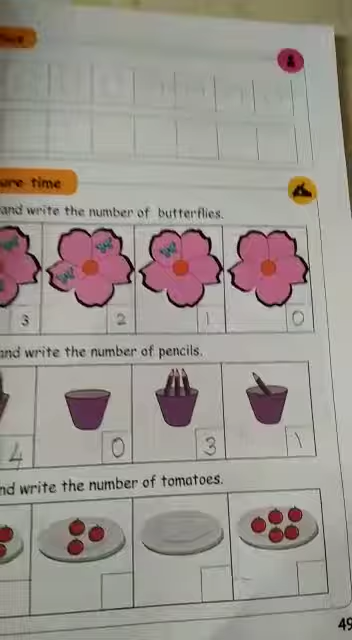 ure time
and write the number of butterflies.
3 2 1 0
and write the number of pencils.
4 0 3 1
nd write the number of tomatoes.
49